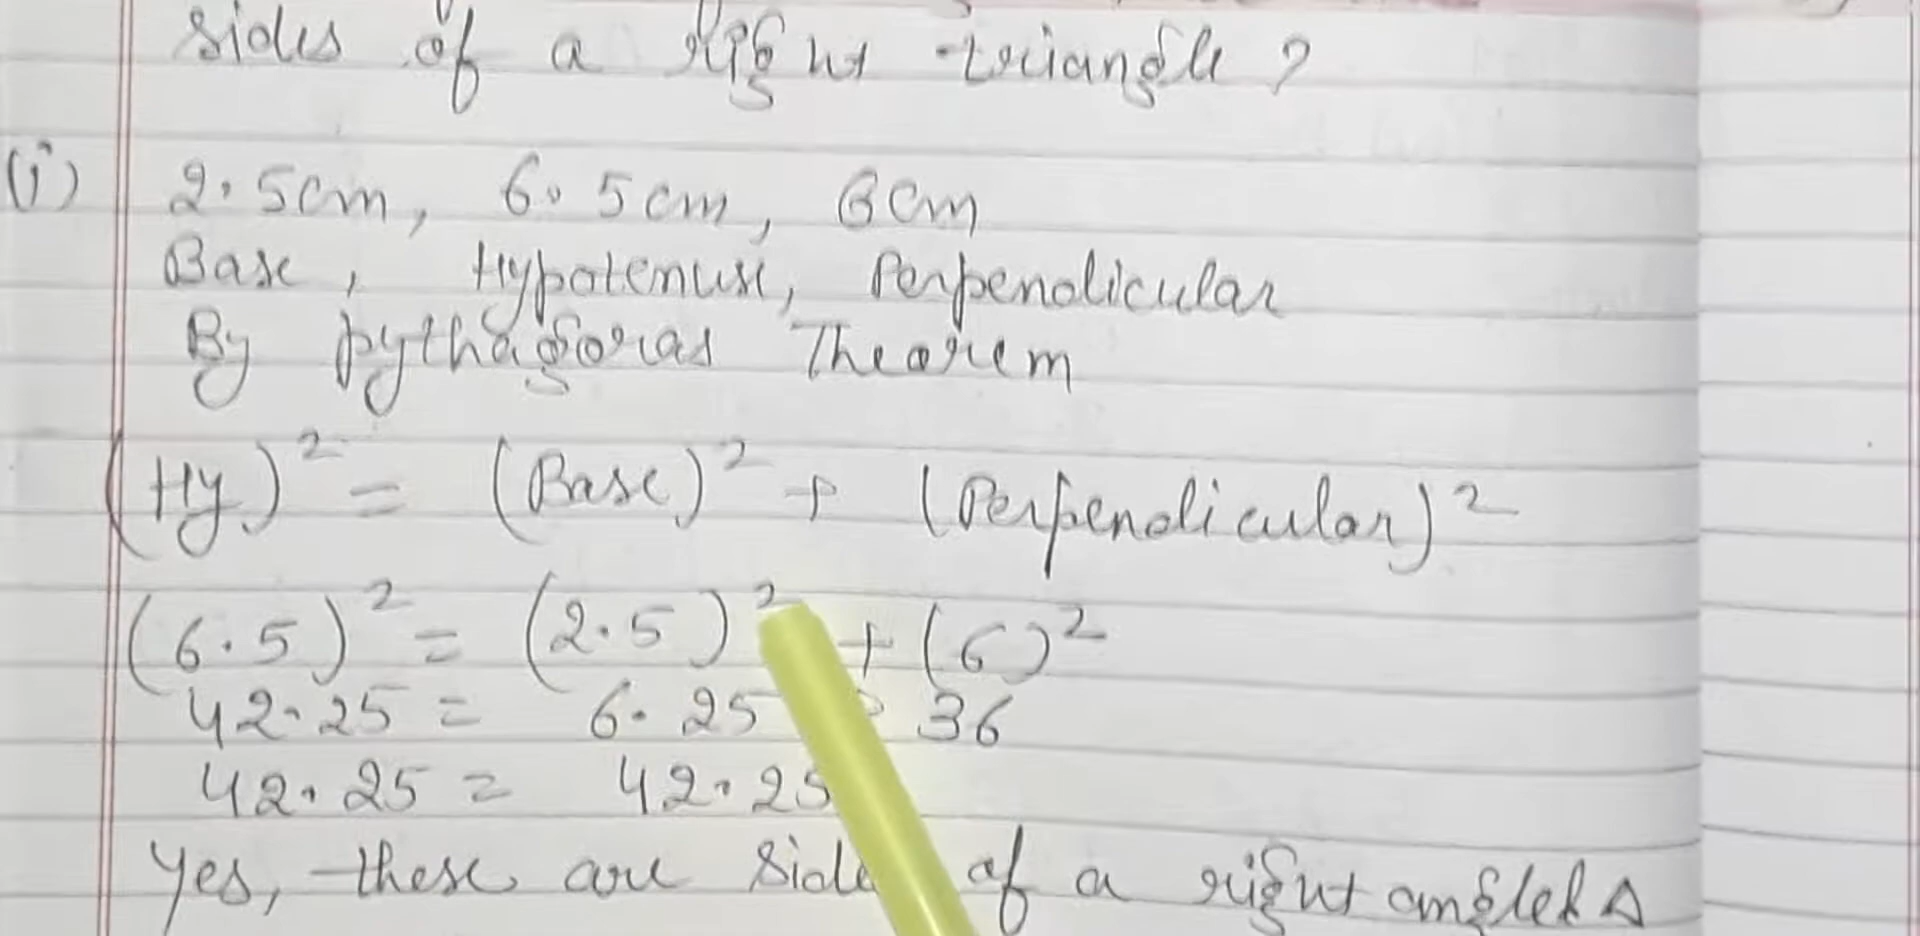 sides of a right triangle?
(i) 2.5cm, 6.5cm, 6cm
Base, Hypotenuse, Perpendicular
By pythagoras Theorem
(Hy)² = (Base)² + (Perpendicular)²
(6.5)² = (2.5)² + (6)²
42.25 = 6.25 36
42.25 = 42.25
Yes, these are side of a right angled Δ